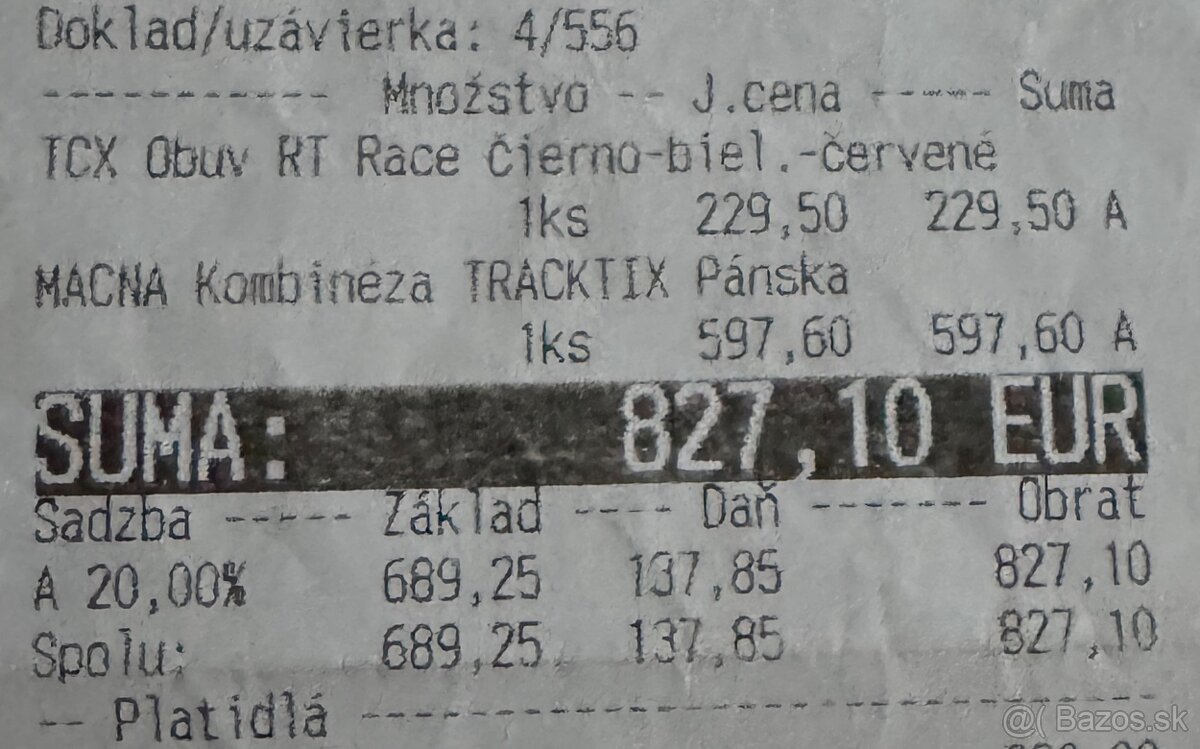 Doklad/uzávierka: 4/556
----------- Množstvo -- J.cena ------ Suma
TCX Obuv RT Race Čierno-biel.-červené
1ks 229,50 229,50 A
MACNA Kombinéza TRACKTIX Pánska
1ks 597,60 597,60 A
SUMA: 827,10 EUR
Sadzba ----- Základ ---- Daň ------- Obrat
A 20,00% 689,25 137,85 827,10
Spolu: 689,25 137,85 827,10
-- Platidlá ------------------------------
@( Bazos.sk